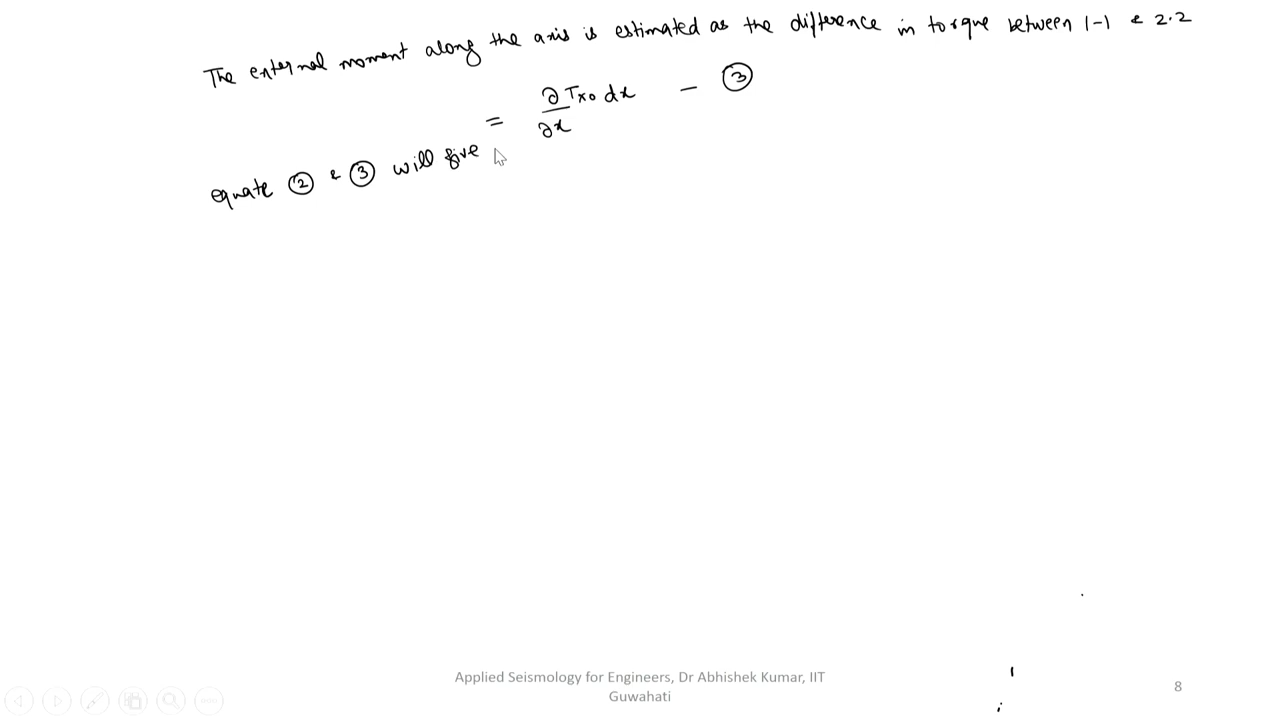 The external moment along the axis is estimated as the difference in torque between 1-1 & 2.2
= ∂Tx₀ dx / ∂x — ③
equate ② & ③ will give
Applied Seismology for Engineers, Dr Abhishek Kumar, IIT
Guwahati
8